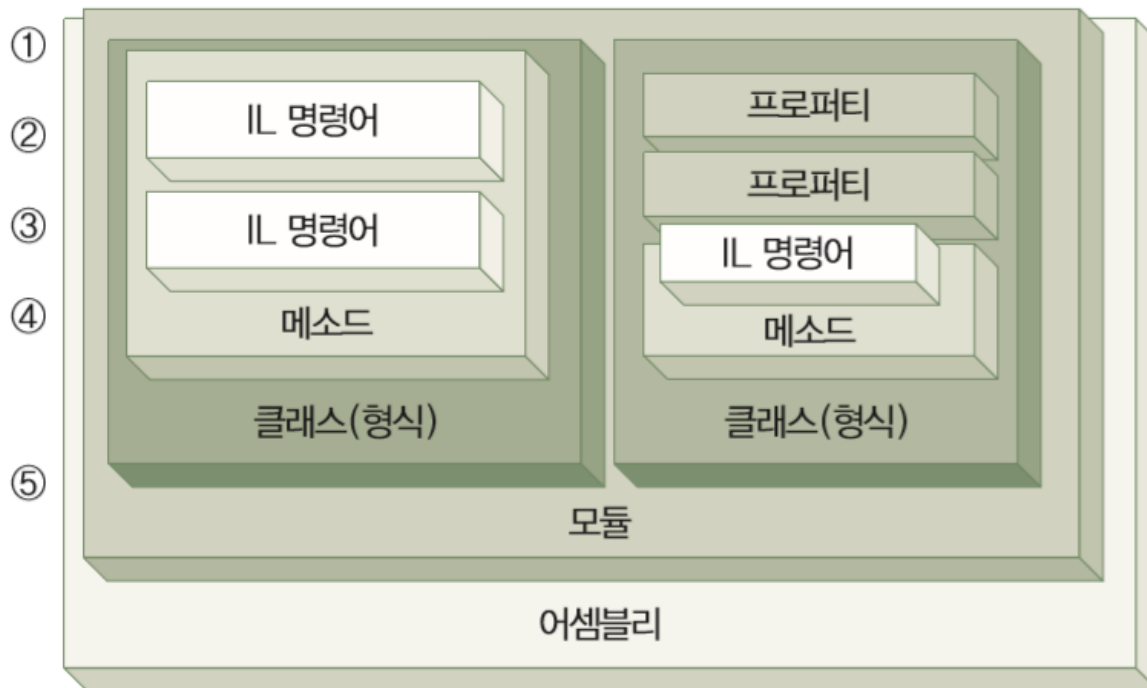 ①
②
③
④
⑤
IL 명령어
IL 명령어
메소드
클래스(형식)
프로퍼티
프로퍼티
IL 명령어
메소드
클래스(형식)
모듈
어셈블리